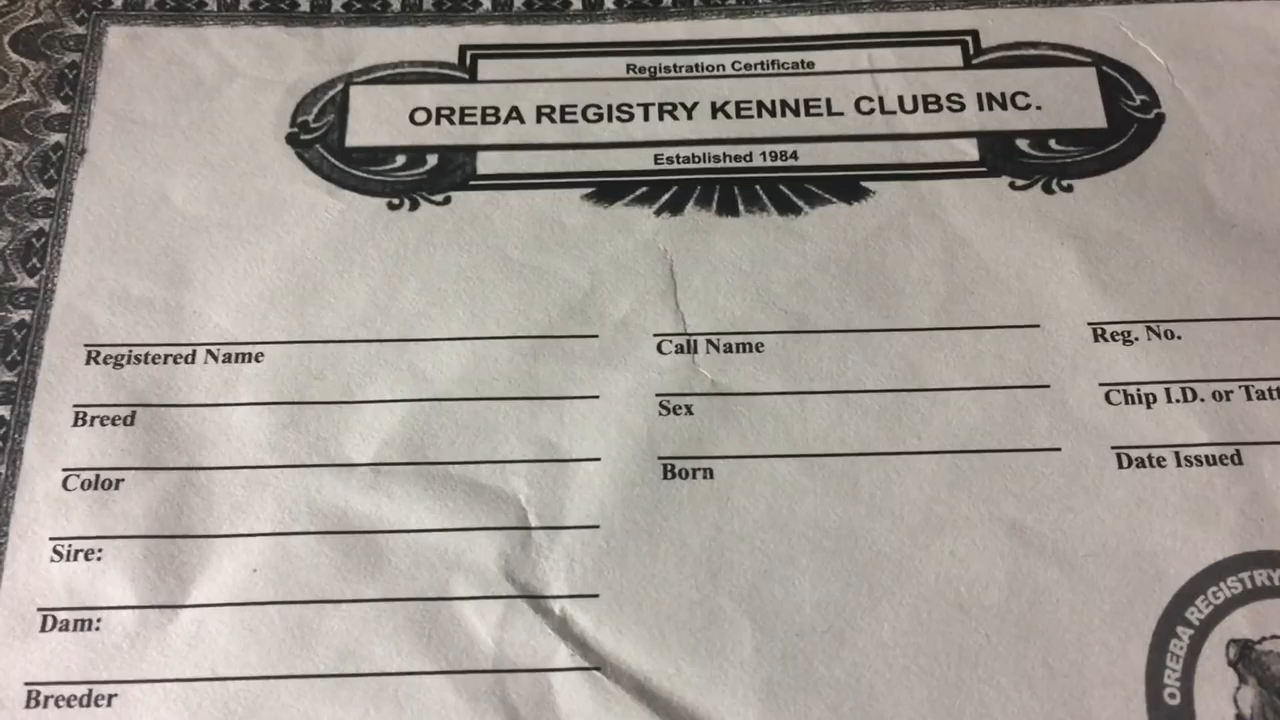 Registration Certificate
OREBA REGISTRY KENNEL CLUBS INC.
Established 1984
Registered Name
Call Name
Reg. No.
Breed
Sex
Chip I.D. or Tatt
Color
Born
Date Issued
Sire:
Dam:
Breeder
OREBA REGISTRY